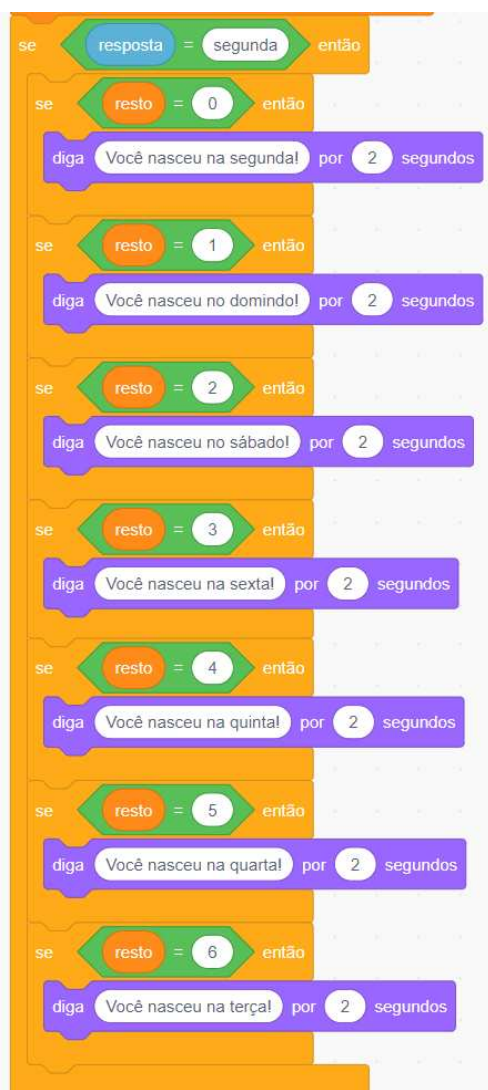 se resposta = segunda então
se resto = 0 então
diga Você nasceu na segunda! por 2 segundos
se resto = 1 então
diga Você nasceu no domindo! por 2 segundos
se resto = 2 então
diga Você nasceu no sábado! por 2 segundos
se resto = 3 então
diga Você nasceu na sexta! por 2 segundos
se resto = 4 então
diga Você nasceu na quinta! por 2 segundos
se resto = 5 então
diga Você nasceu na quarta! por 2 segundos
se resto = 6 então
diga Você nasceu na terça! por 2 segundos